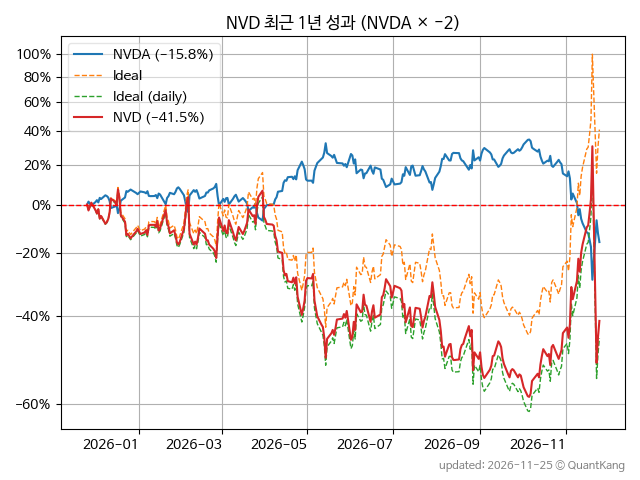 NVD 최근 1년 성과 (NVDA × −2)
NVDA (−15.8%)
Ideal
Ideal (daily)
NVD (−41.5%)
100%
80%
60%
40%
20%
0%
−20%
−40%
−60%
2026-01
2026-03
2026-05
2026-07
2026-09
2026-11
updated: 2026-11-25 © QuantKang